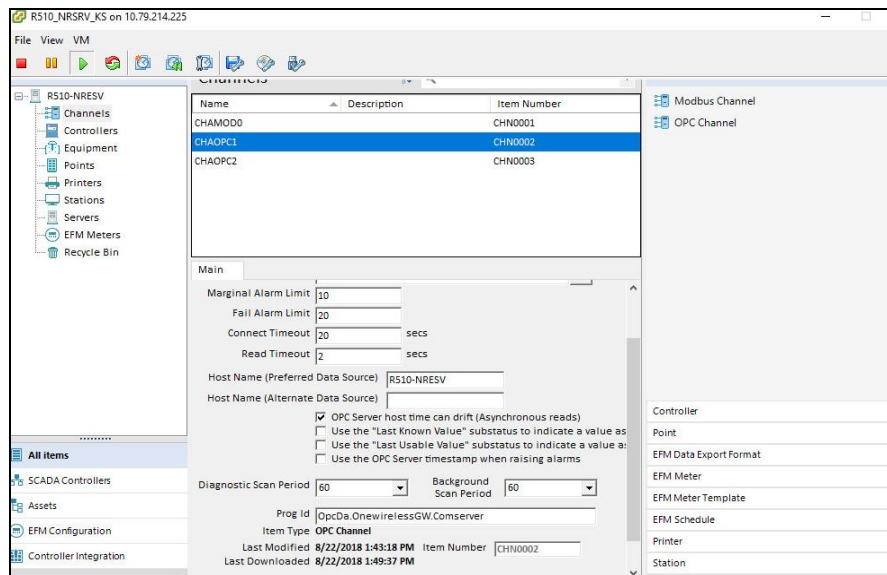 R510_NRSRV_KS on 10.79.214.225
File View VM
R510-NRESV
Channels
Controllers
Equipment
Points
Printers
Stations
Servers
EFM Meters
Recycle Bin
All items
SCADA Controllers
Assets
EFM Configuration
Controller Integration
Channels
Name Description Item Number
CHAMOD0 CHN0001
CHAOPC1 CHN0002
CHAOPC2 CHN0003
Main
Marginal Alarm Limit 10
Fail Alarm Limit 20
Connect Timeout 20 secs
Read Timeout 2 secs
Host Name (Preferred Data Source) R510-NRESV
Host Name (Alternate Data Source)
OPC Server host time can drift (Asynchronous reads)
Use the "Last Known Value" substatus to indicate a value as
Use the "Last Usable Value" substatus to indicate a value as
Use the OPC Server timestamp when raising alarms
Diagnostic Scan Period 60 Background Scan Period 60
Prog Id OpcDa.OnewirelessGW.Comserver
Item Type OPC Channel
Last Modified 8/22/2018 1:43:18 PM Item Number CHN0002
Last Downloaded 8/22/2018 1:49:37 PM
Modbus Channel
OPC Channel
Controller
Point
EFM Data Export Format
EFM Meter
EFM Meter Template
EFM Schedule
Printer
Station